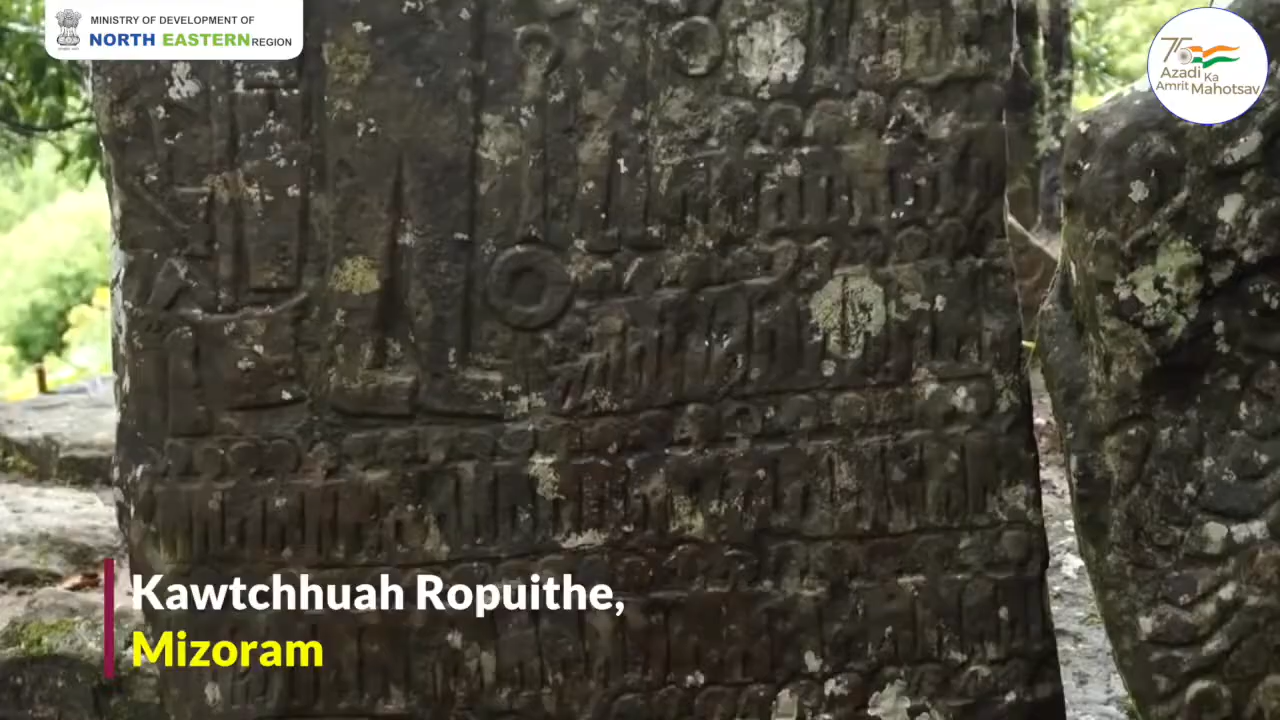 MINISTRY OF DEVELOPMENT OF
NORTH EASTERN REGION
75
Azadi Ka
Amrit Mahotsav
Kawtchhuah Ropuithe,
Mizoram